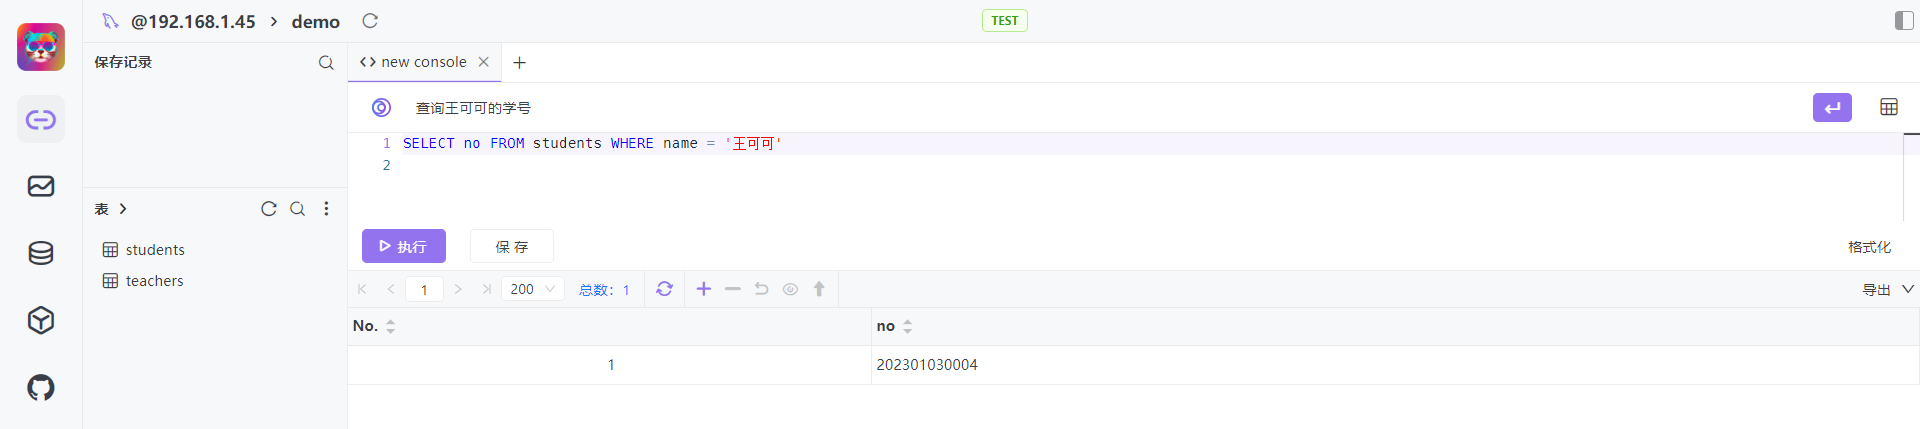 @192.168.1.45 > demo
TEST
保存记录
new console
查询王可可的学号
1 SELECT no FROM students WHERE name = '王可可'
2
表
students
teachers
执行 保 存 格式化
1 200 总数：1 导出
No. no
1 202301030004